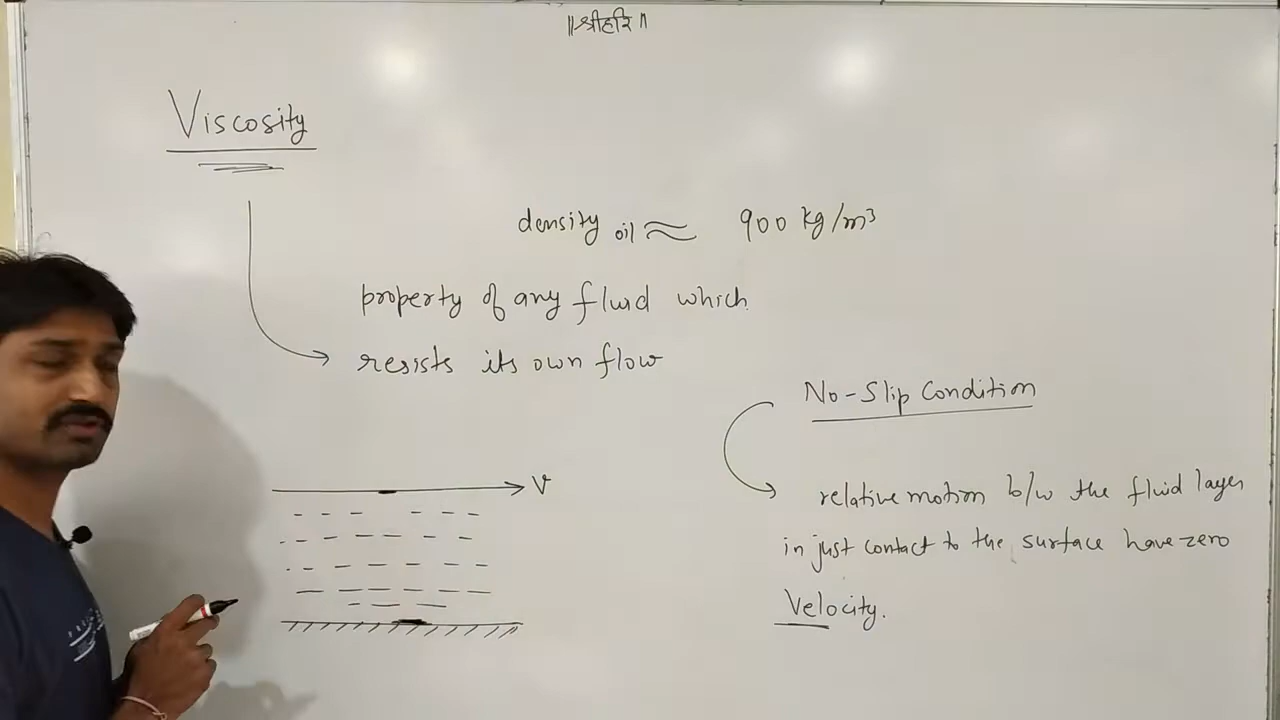 ॥श्रीहरि॥
Viscosity
density oil ≈ 900 kg/m³
property of any fluid which
resists its own flow
No-Slip Condition
V
relative motion b/w the fluid layer
in just contact to the surface have zero
Velocity.